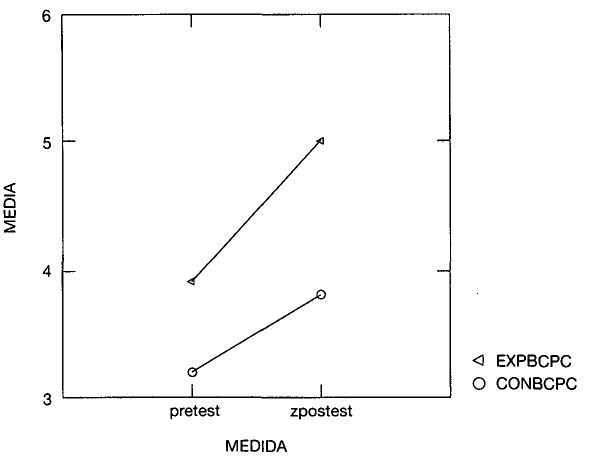 6
5
MEDIA
4
3
pretest zpostest
MEDIDA
EXPBCPC
CONBCPC